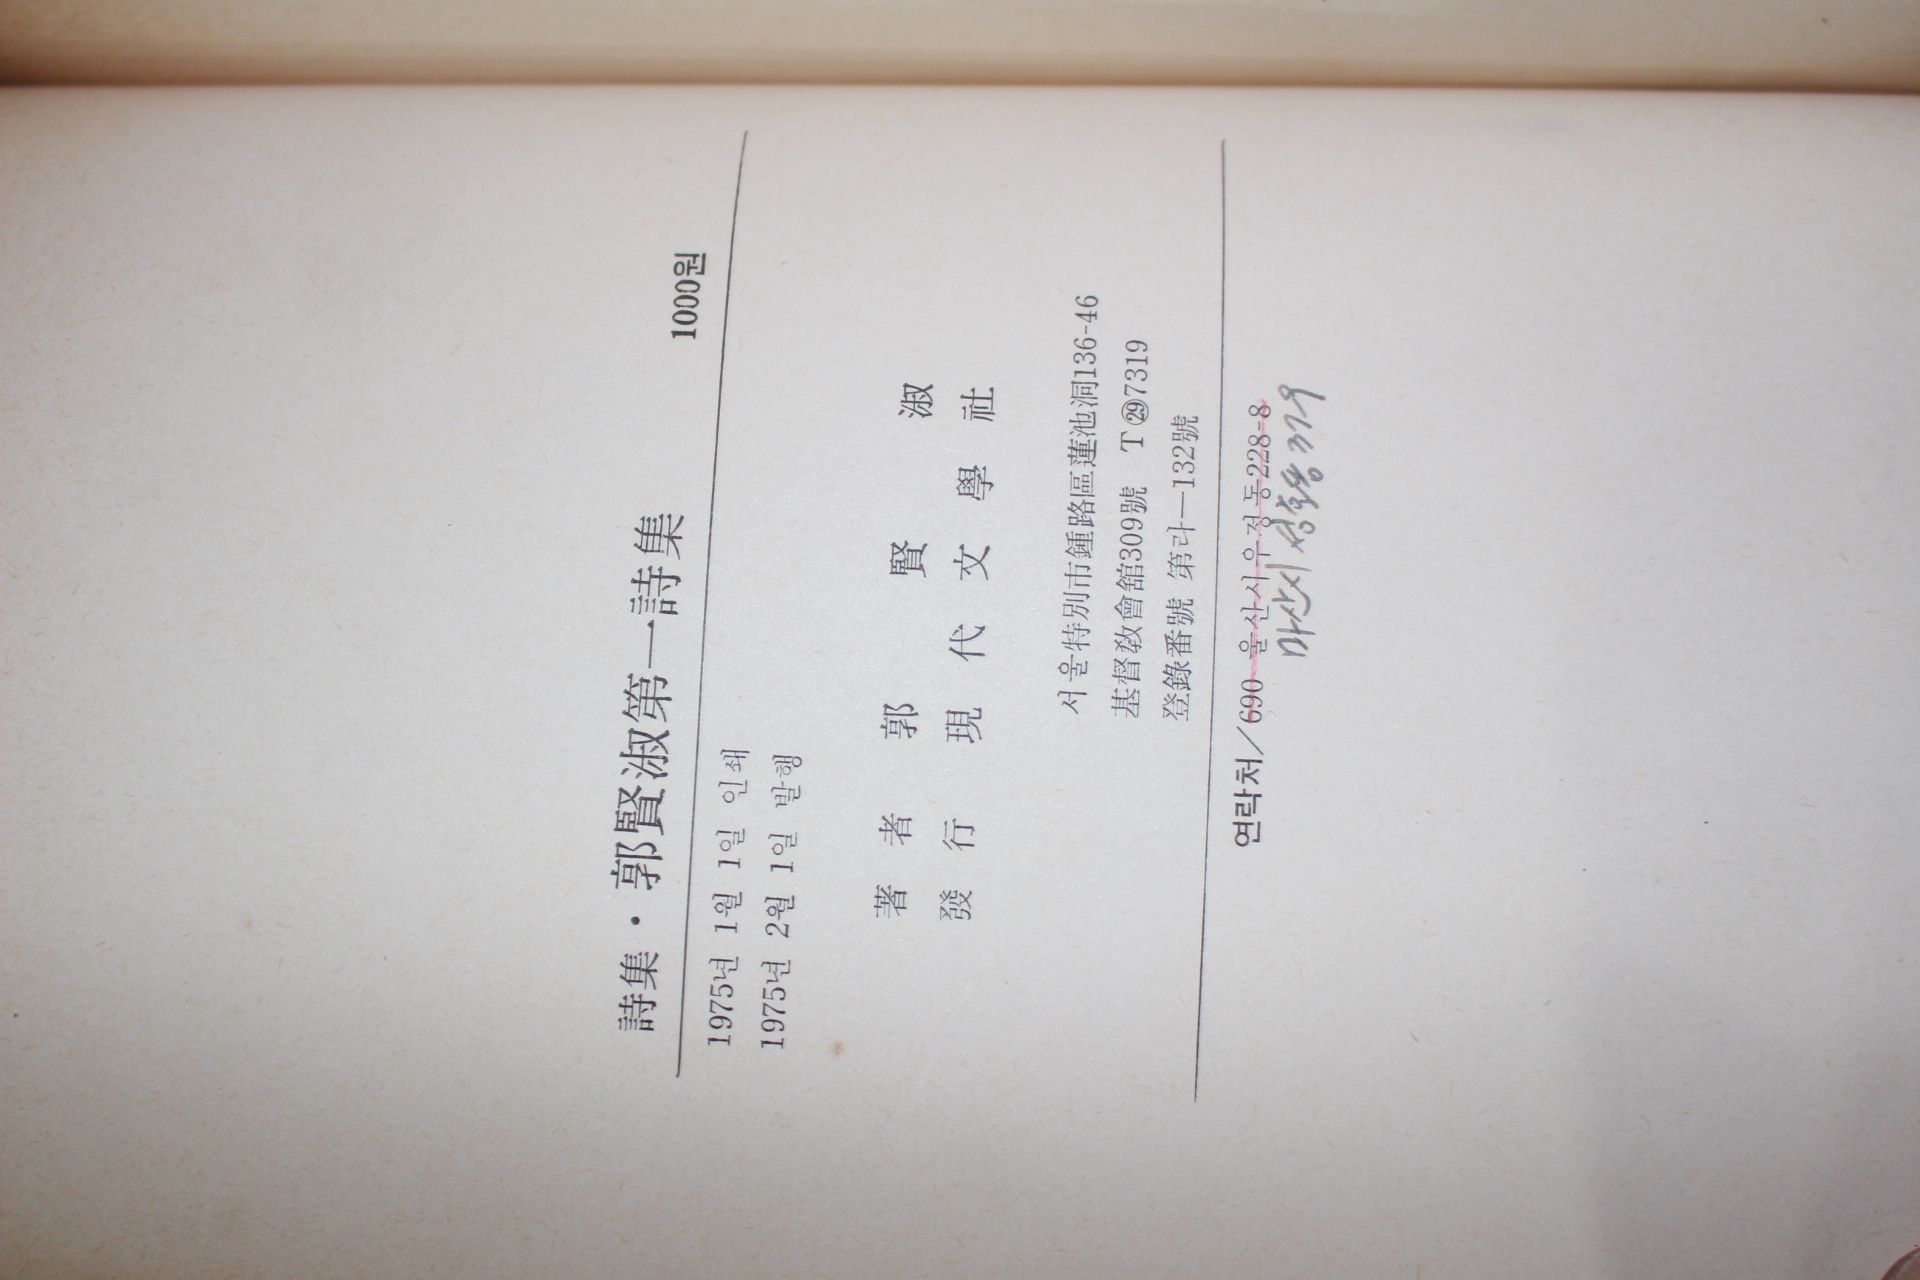 詩集·郭賢淑第一詩集 1000원
1975년 1월 1일 인쇄
1975년 2월 1일 발행
著者 郭賢淑
發行 現代文學社
서울特別市鍾路區蓮池洞136-46
基督敎會舘309號 T㉙7319
登錄番號 第라—132號
연락처/690 울산시우정동228-8
마산시